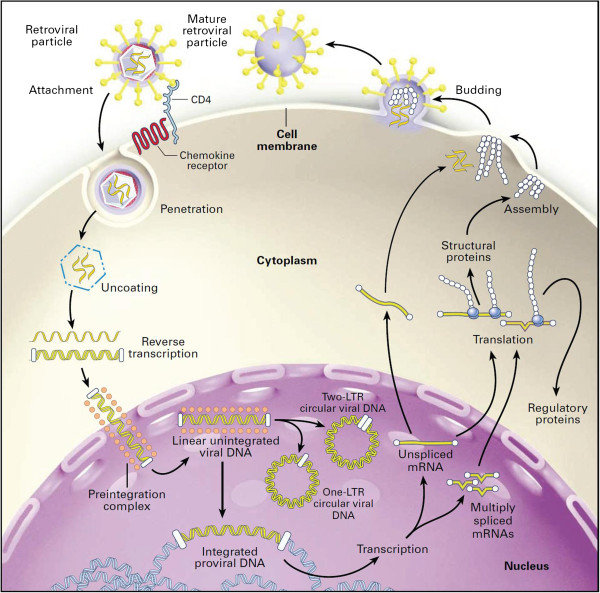 Retroviral
particle
Mature
retroviral
particle
Attachment
CD4
Chemokine
receptor
Cell
membrane
Budding
Penetration
Assembly
Cytoplasm
Structural
proteins
Uncoating
Translation
Reverse
transcription
Regulatory
proteins
Two-LTR
circular viral DNA
Linear unintegrated
viral DNA
Unspliced
mRNA
Preintegration
complex
One-LTR
circular viral
DNA
Multiply
spliced
mRNAs
Integrated
proviral DNA
Transcription
Nucleus